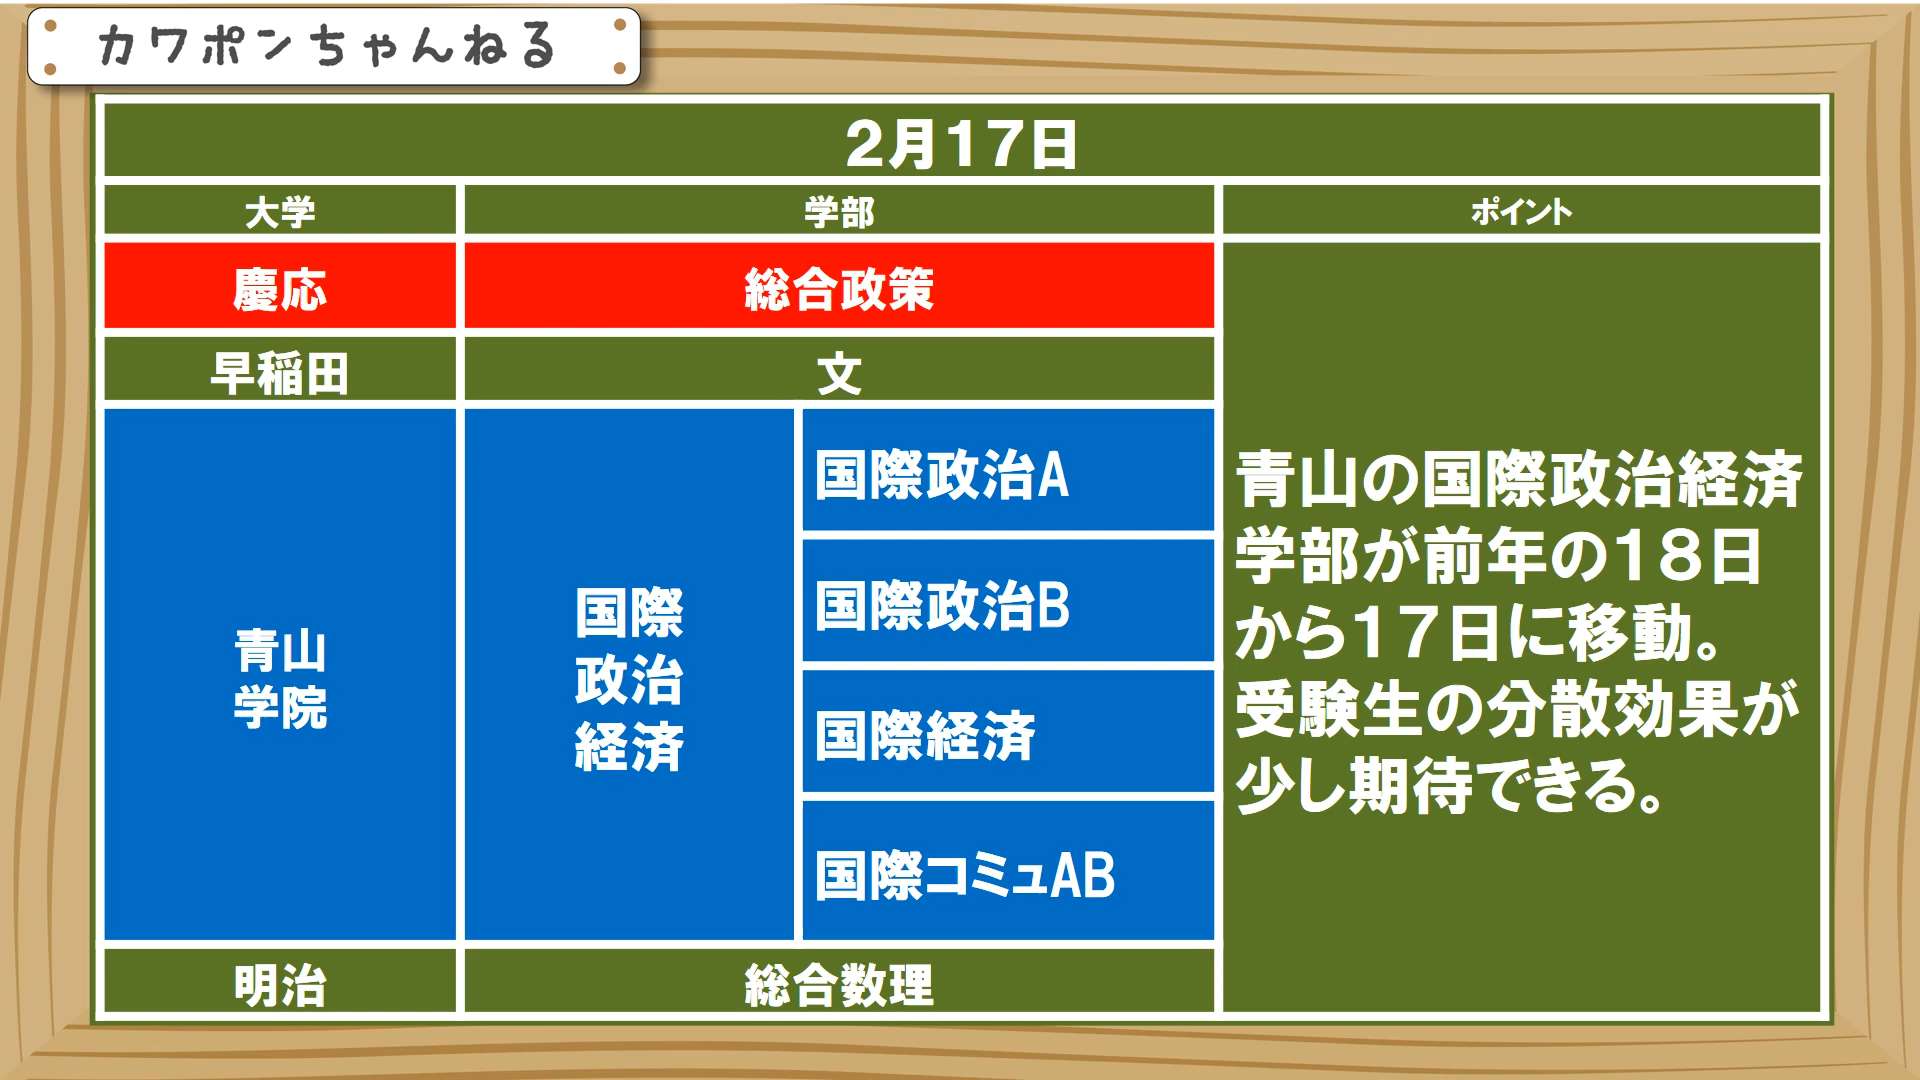 カワポンちゃんねる
2月17日
大学
学部
ポイント
慶応
総合政策
早稲田
文
青山
学院
国際
政治
経済
国際政治A
国際政治B
国際経済
国際コミュAB
明治
総合数理
青山の国際政治経済
学部が前年の18日
から17日に移動。
受験生の分散効果が
少し期待できる。